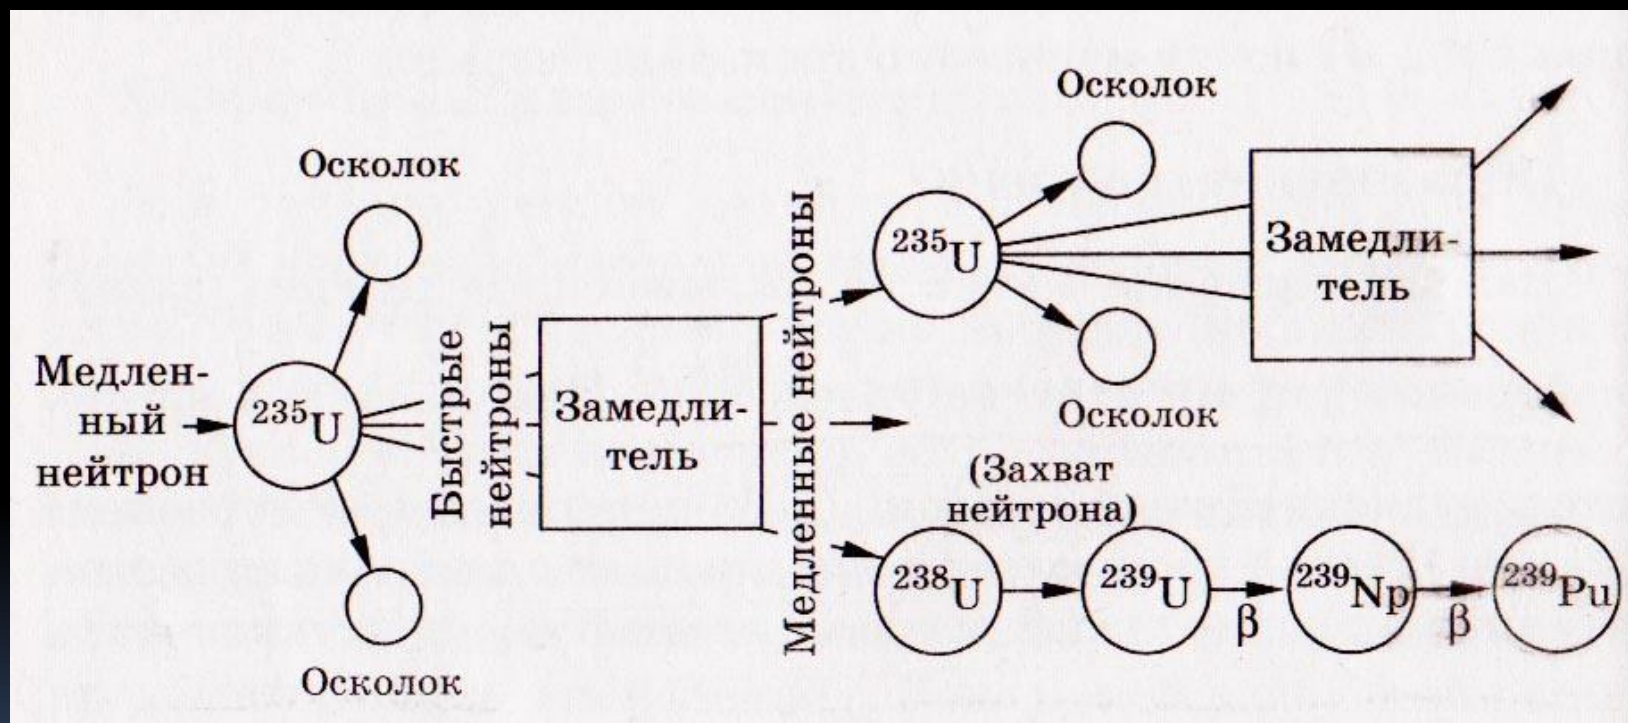 Осколок
Медлен-
ный
нейтрон
²³⁵U
Осколок
Быстрые
нейтроны
Замедли-
тель
Медленные нейтроны
Осколок
²³⁵U
Осколок
Замедли-
тель
(Захват
нейтрона)
²³⁸U
²³⁹U
β
²³⁹Np
β
²³⁹Pu